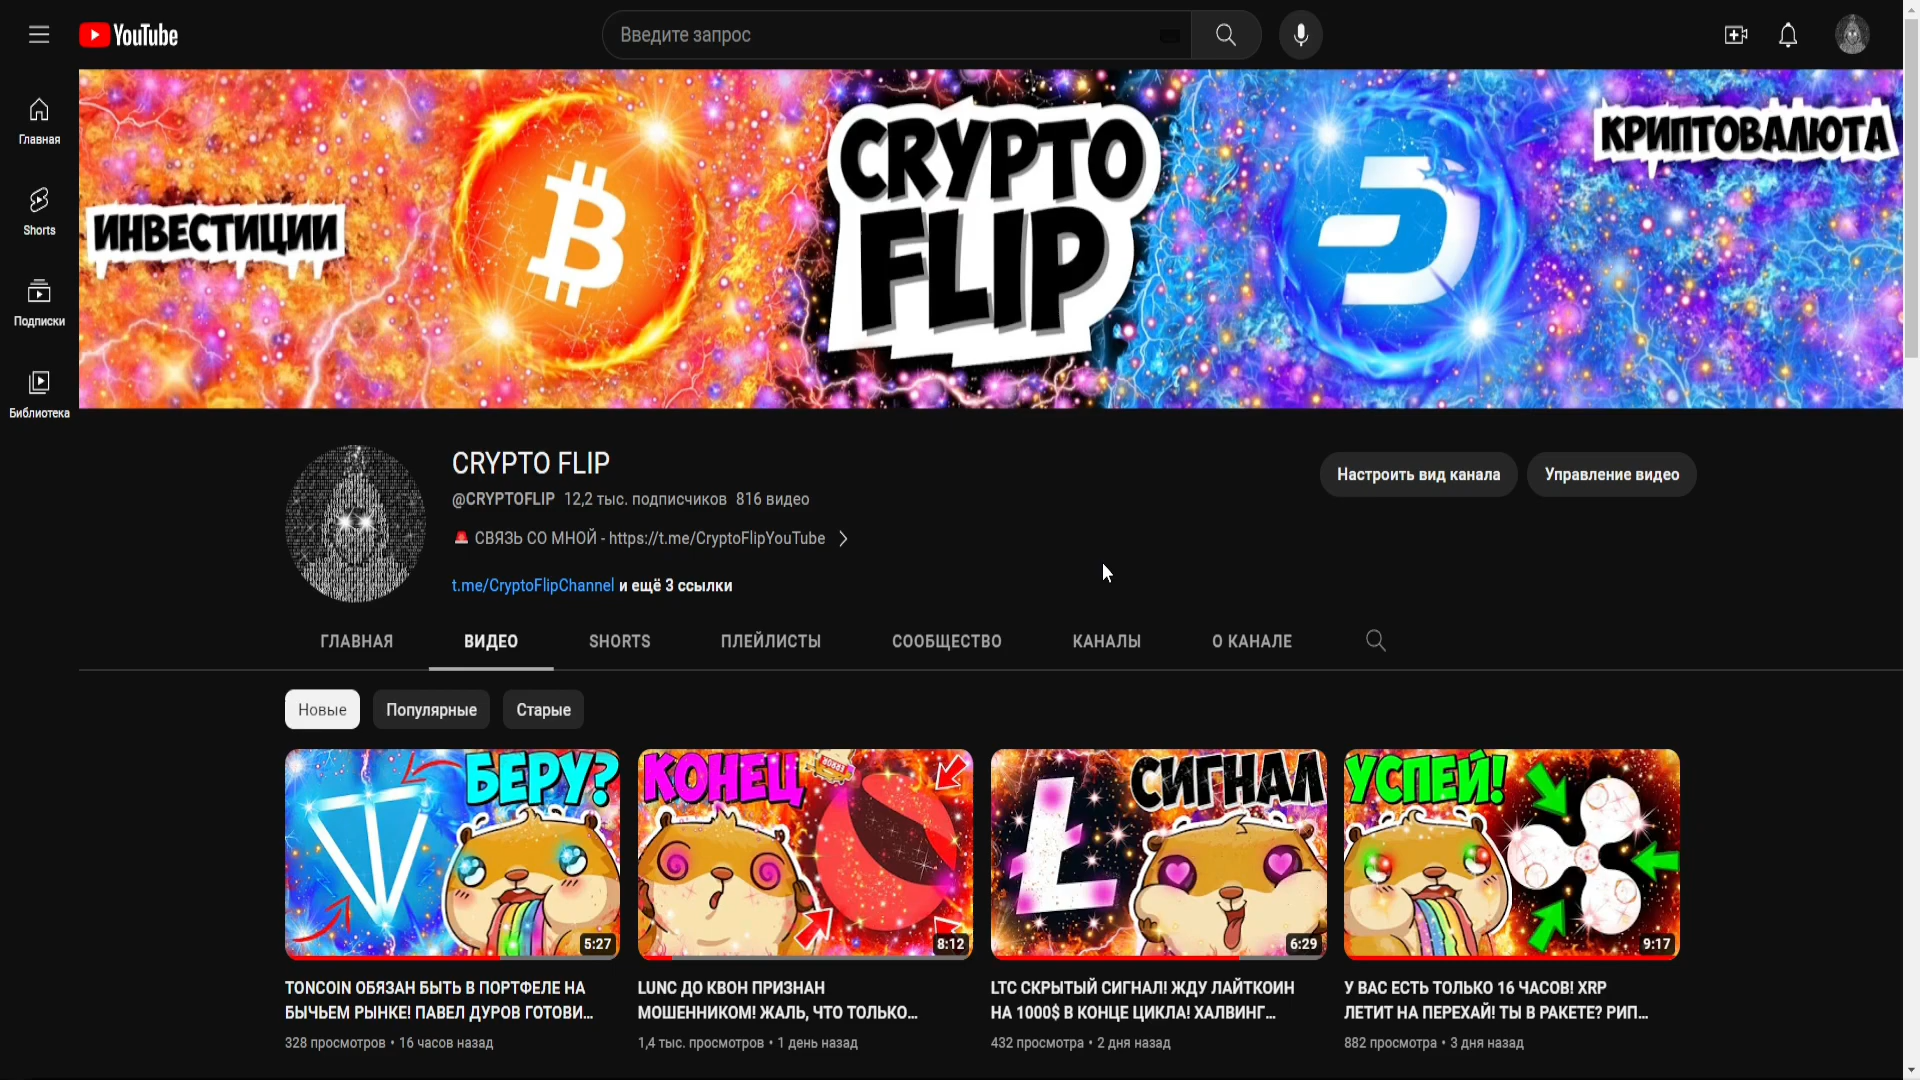 YouTube
Введите запрос
Главная
Shorts
Подписки
Библиотека
ИНВЕСТИЦИИ
CRYPTO
FLIP
КРИПТОВАЛЮТА
CRYPTO FLIP
@CRYPTOFLIP 12,2 тыс. подписчиков 816 видео
СВЯЗЬ СО МНОЙ - https://t.me/CryptoFlipYouTube
t.me/CryptoFlipChannel и ещё 3 ссылки
Настроить вид канала
Управление видео
ГЛАВНАЯ ВИДЕО SHORTS ПЛЕЙЛИСТЫ СООБЩЕСТВО КАНАЛЫ О КАНАЛЕ
Новые Популярные Старые
БЕРУ?
5:27
КОНЕЦ
8:12
СИГНАЛ
6:29
УСПЕЙ!
9:17
TONCOIN ОБЯЗАН БЫТЬ В ПОРТФЕЛЕ НА
БЫЧЬЕМ РЫНКЕ! ПАВЕЛ ДУРОВ ГОТОВИ...
328 просмотров • 16 часов назад
LUNC ДО КВОН ПРИЗНАН
МОШЕННИКОМ! ЖАЛЬ, ЧТО ТОЛЬКО...
1,4 тыс. просмотров • 1 день назад
LTC СКРЫТЫЙ СИГНАЛ! ЖДУ ЛАЙТКОИН
НА 1000$ В КОНЦЕ ЦИКЛА! ХАЛВИНГ...
432 просмотра • 2 дня назад
У ВАС ЕСТЬ ТОЛЬКО 16 ЧАСОВ! XRP
ЛЕТИТ НА ПЕРЕХАЙ! ТЫ В РАКЕТЕ? РИП...
882 просмотра • 3 дня назад